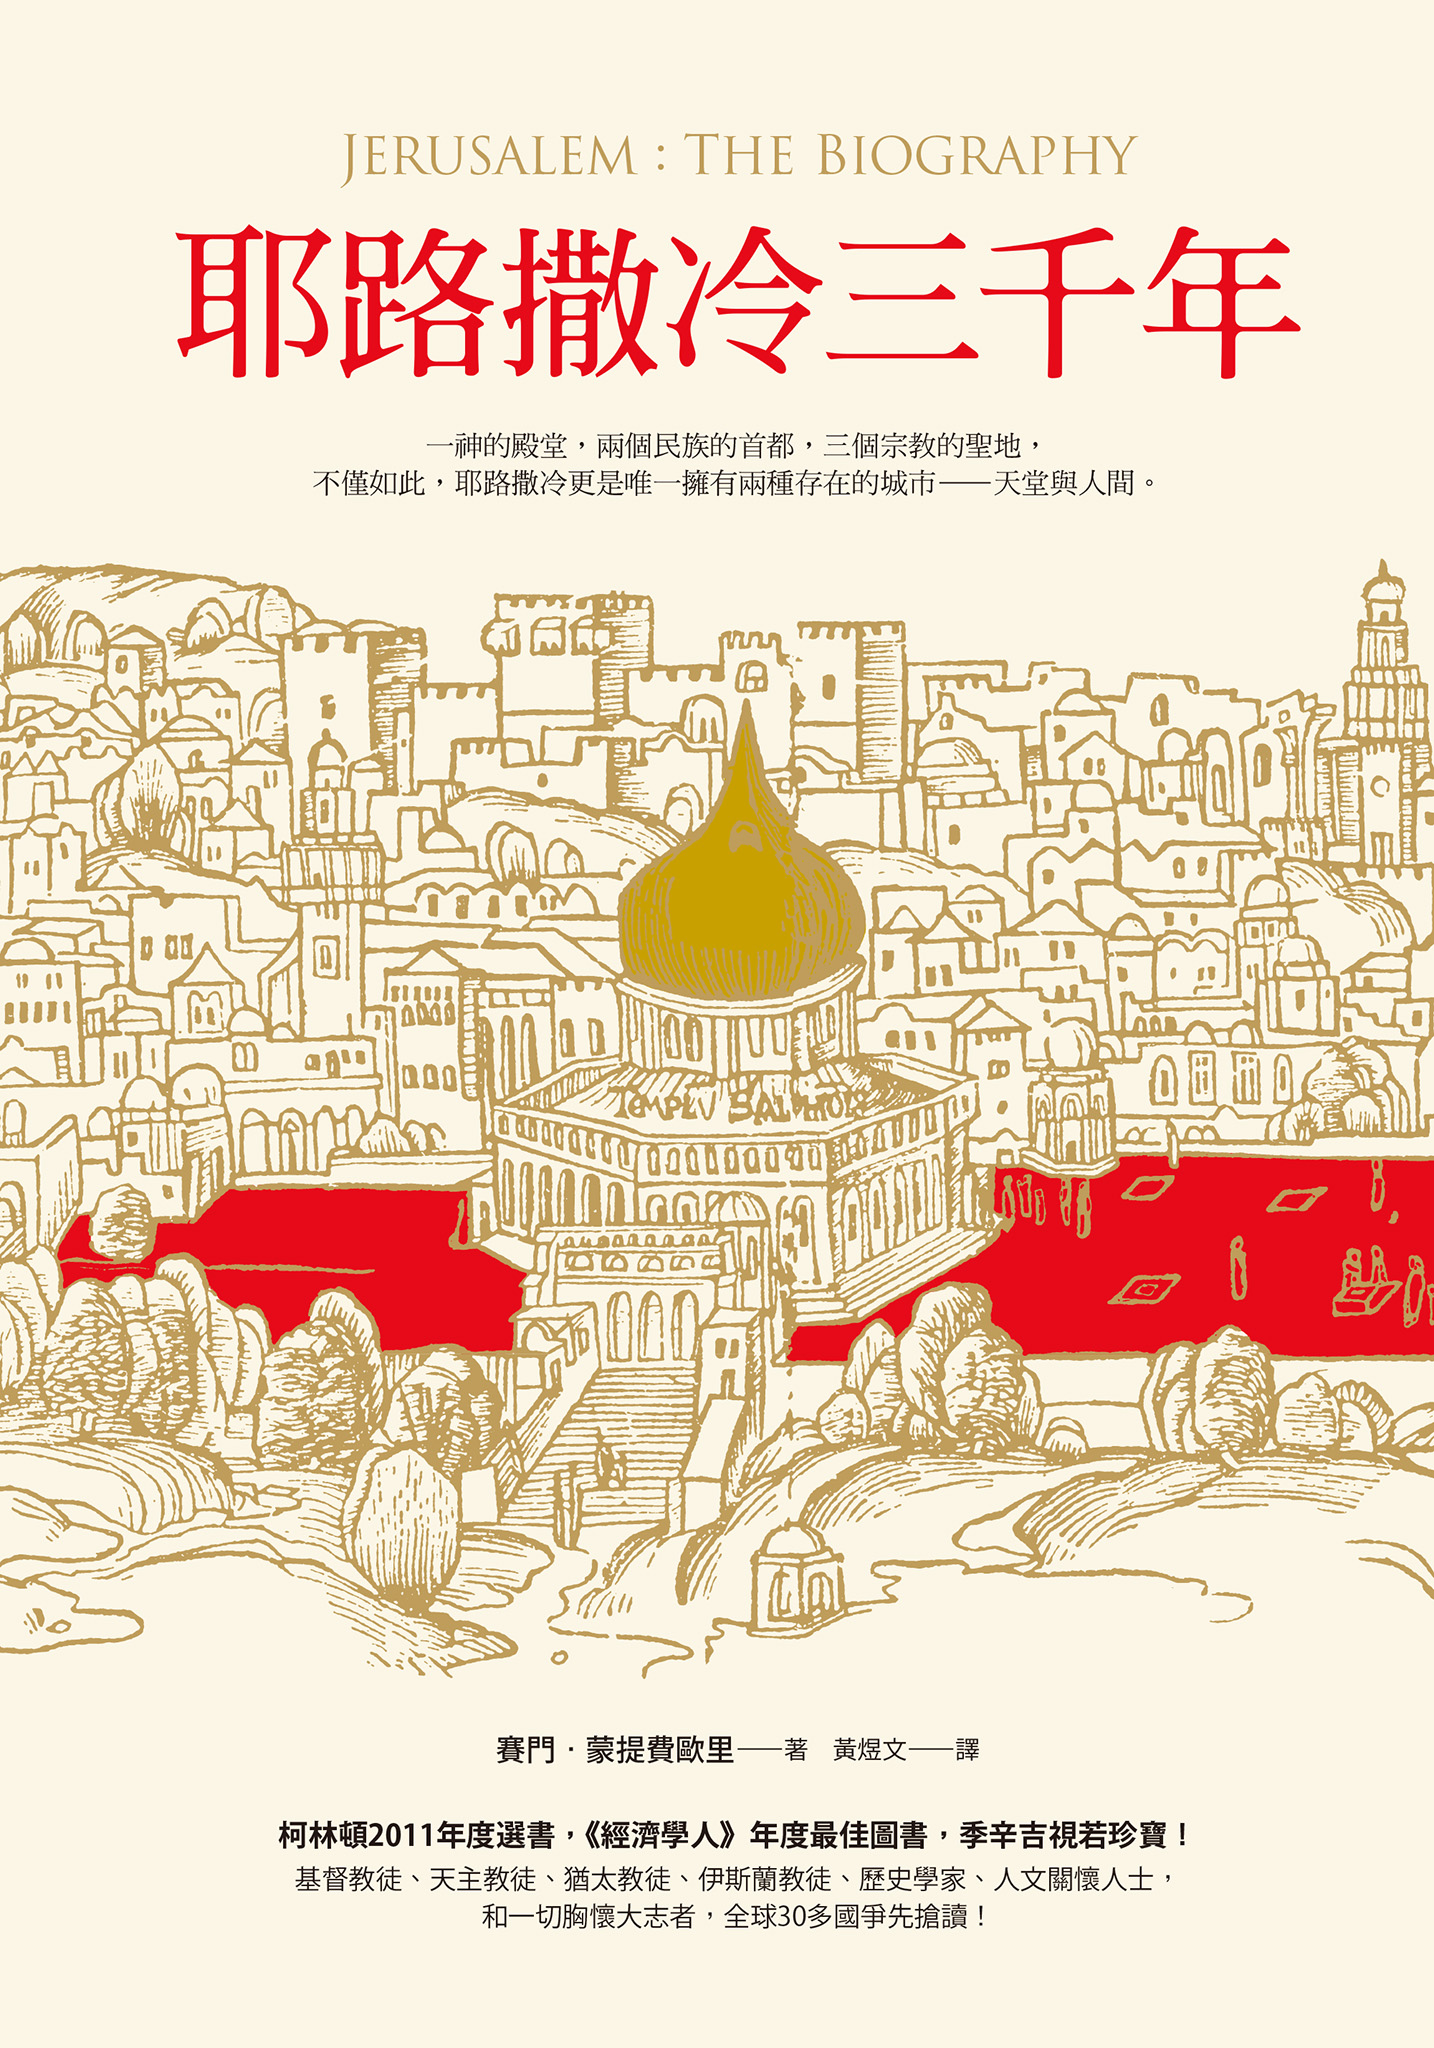 JERUSALEM : THE BIOGRAPHY
耶路撒冷三千年
一神的殿堂，兩個民族的首都，三個宗教的聖地，
不僅如此，耶路撒冷更是唯一擁有兩種存在的城市——天堂與人間。
賽門．蒙提費歐里——著　黃煜文——譯
柯林頓2011年度選書，《經濟學人》年度最佳圖書，季辛吉視若珍寶！
基督教徒、天主教徒、猶太教徒、伊斯蘭教徒、歷史學家、人文關懷人士，
和一切胸懷大志者，全球30多國爭先搶讀！